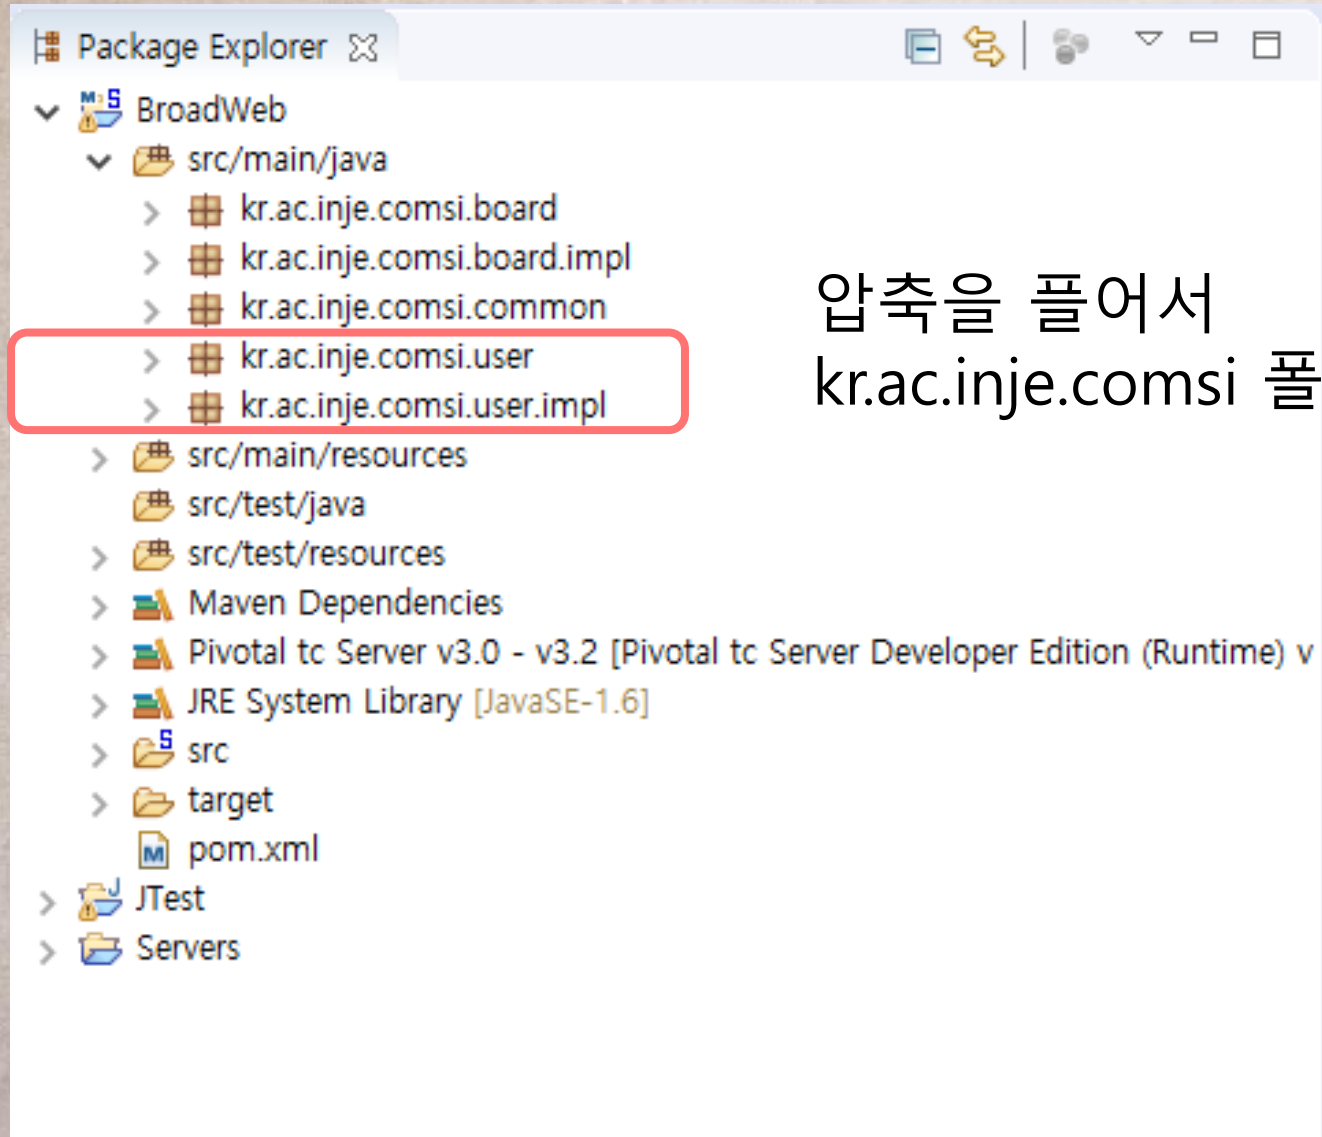 Package Explorer
BroadWeb
src/main/java
kr.ac.inje.comsi.board
kr.ac.inje.comsi.board.impl
kr.ac.inje.comsi.common
kr.ac.inje.comsi.user
kr.ac.inje.comsi.user.impl
src/main/resources
src/test/java
src/test/resources
Maven Dependencies
Pivotal tc Server v3.0 - v3.2 [Pivotal tc Server Developer Edition (Runtime) v
JRE System Library [JavaSE-1.6]
src
target
pom.xml
JTest
Servers
압축을 플어서
kr.ac.inje.comsi 폴